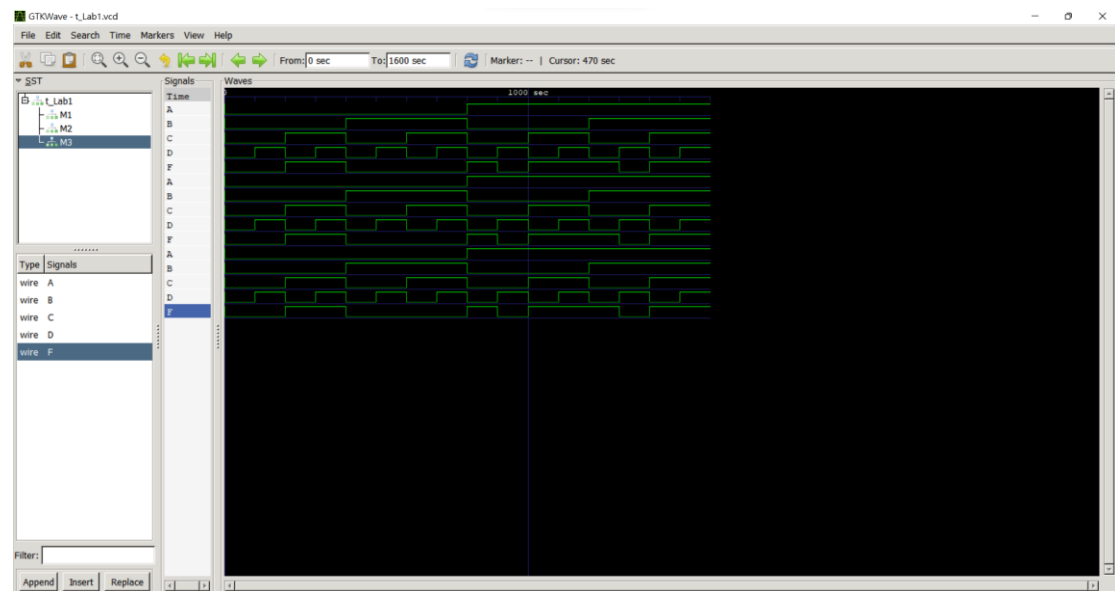 GTKWave - t_Lab1.vcd
File Edit Search Time Markers View Help
From: 0 sec To: 1600 sec Marker: -- | Cursor: 470 sec
SST
t_Lab1
M1
M2
M3
Type Signals
wire A
wire B
wire C
wire D
wire F
Filter:
Append Insert Replace
Signals
Time
A
B
C
D
F
A
B
C
D
F
A
B
C
D
F
Waves
1000 sec